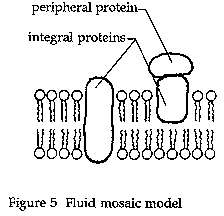 peripheral protein
integral proteins
Figure 5 Fluid mosaic model